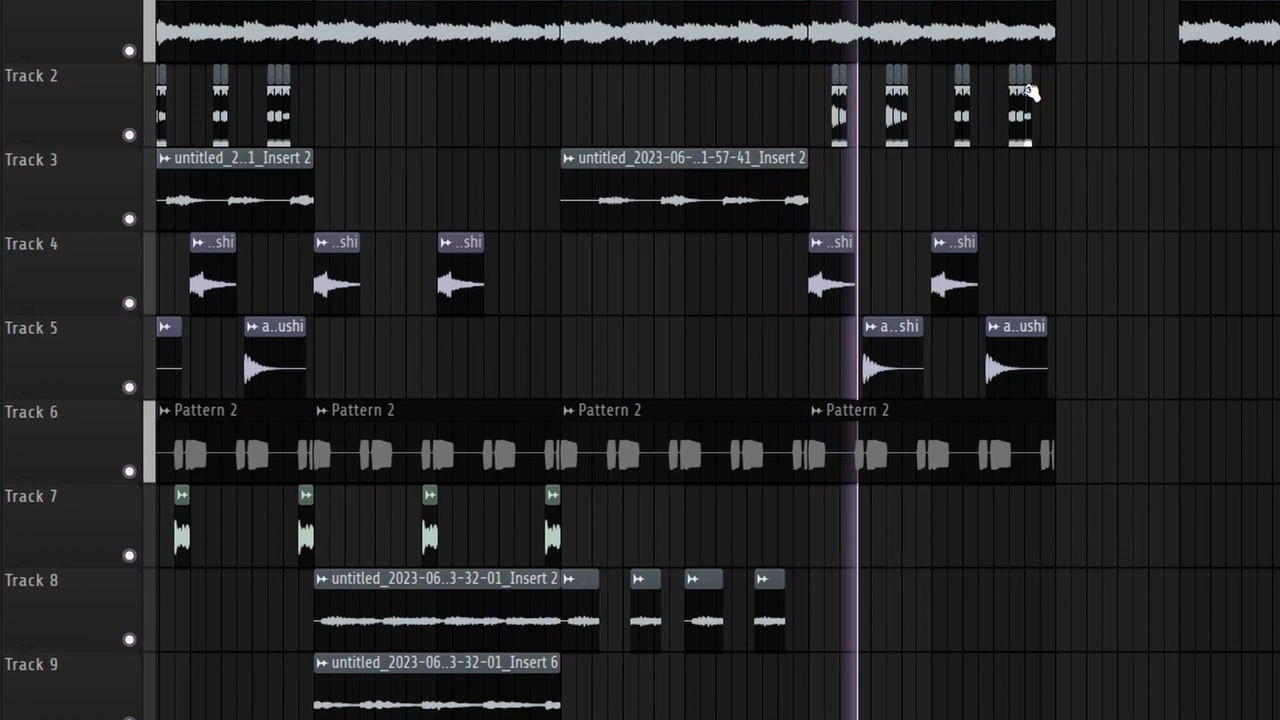 Track 2
Track 3 untitled_2..1_Insert 2 untitled_2023-06-..1-57-41_Insert 2
Track 4 ..shi ..shi ..shi ..shi ..shi
Track 5 a..ushi a..shi a..ushi
Track 6 Pattern 2 Pattern 2 Pattern 2 Pattern 2
Track 7
Track 8 untitled_2023-06..3-32-01_Insert 2
Track 9 untitled_2023-06..3-32-01_Insert 6